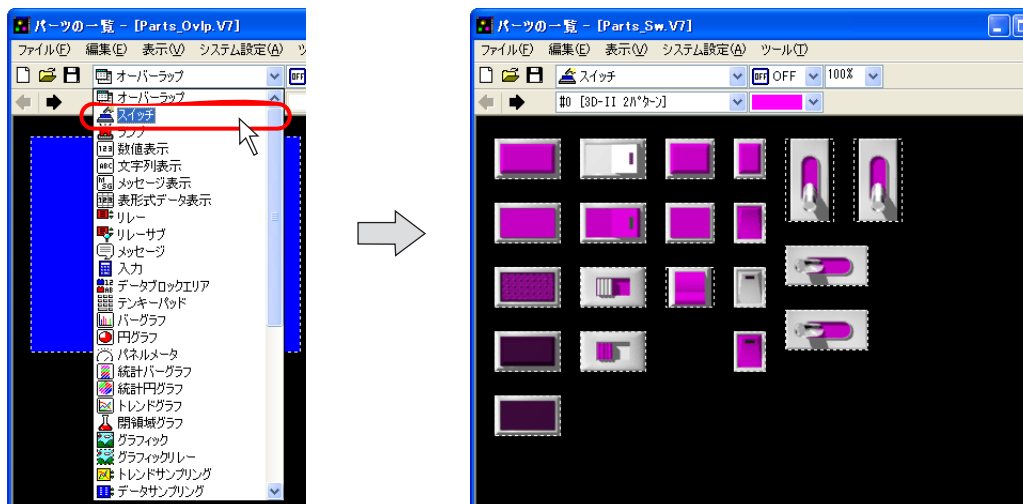 パーツの一覧 - [Parts_Ovlp.V7]
ファイル(F) 編集(E) 表示(V) システム設定(A) ツ
オーバーラップ
OFF
オーバーラップ
スイッチ
ランプ
数値表示
文字列表示
メッセージ表示
表形式データ表示
リレー
リレーサブ
メッセージ
入力
データブロックエリア
テンキーパッド
バーグラフ
円グラフ
パネルメータ
統計バーグラフ
統計円グラフ
トレンドグラフ
閉領域グラフ
グラフィック
グラフィックリレー
トレンドサンプリング
データサンプリング
パーツの一覧 - [Parts_Sw.V7]
ファイル(F) 編集(E) 表示(V) システム設定(A) ツール(T)
スイッチ OFF OFF 100%
#0 [3D-II 2パターン]